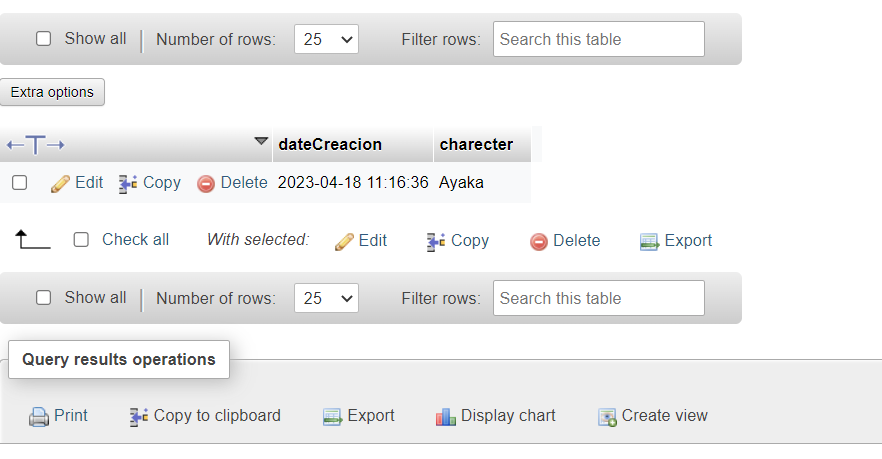 Show all Number of rows: 25 Filter rows: Search this table
Extra options
dateCreacion charecter
Edit Copy Delete 2023-04-18 11:16:36 Ayaka
Check all With selected: Edit Copy Delete Export
Show all Number of rows: 25 Filter rows: Search this table
Query results operations
Print Copy to clipboard Export Display chart Create view